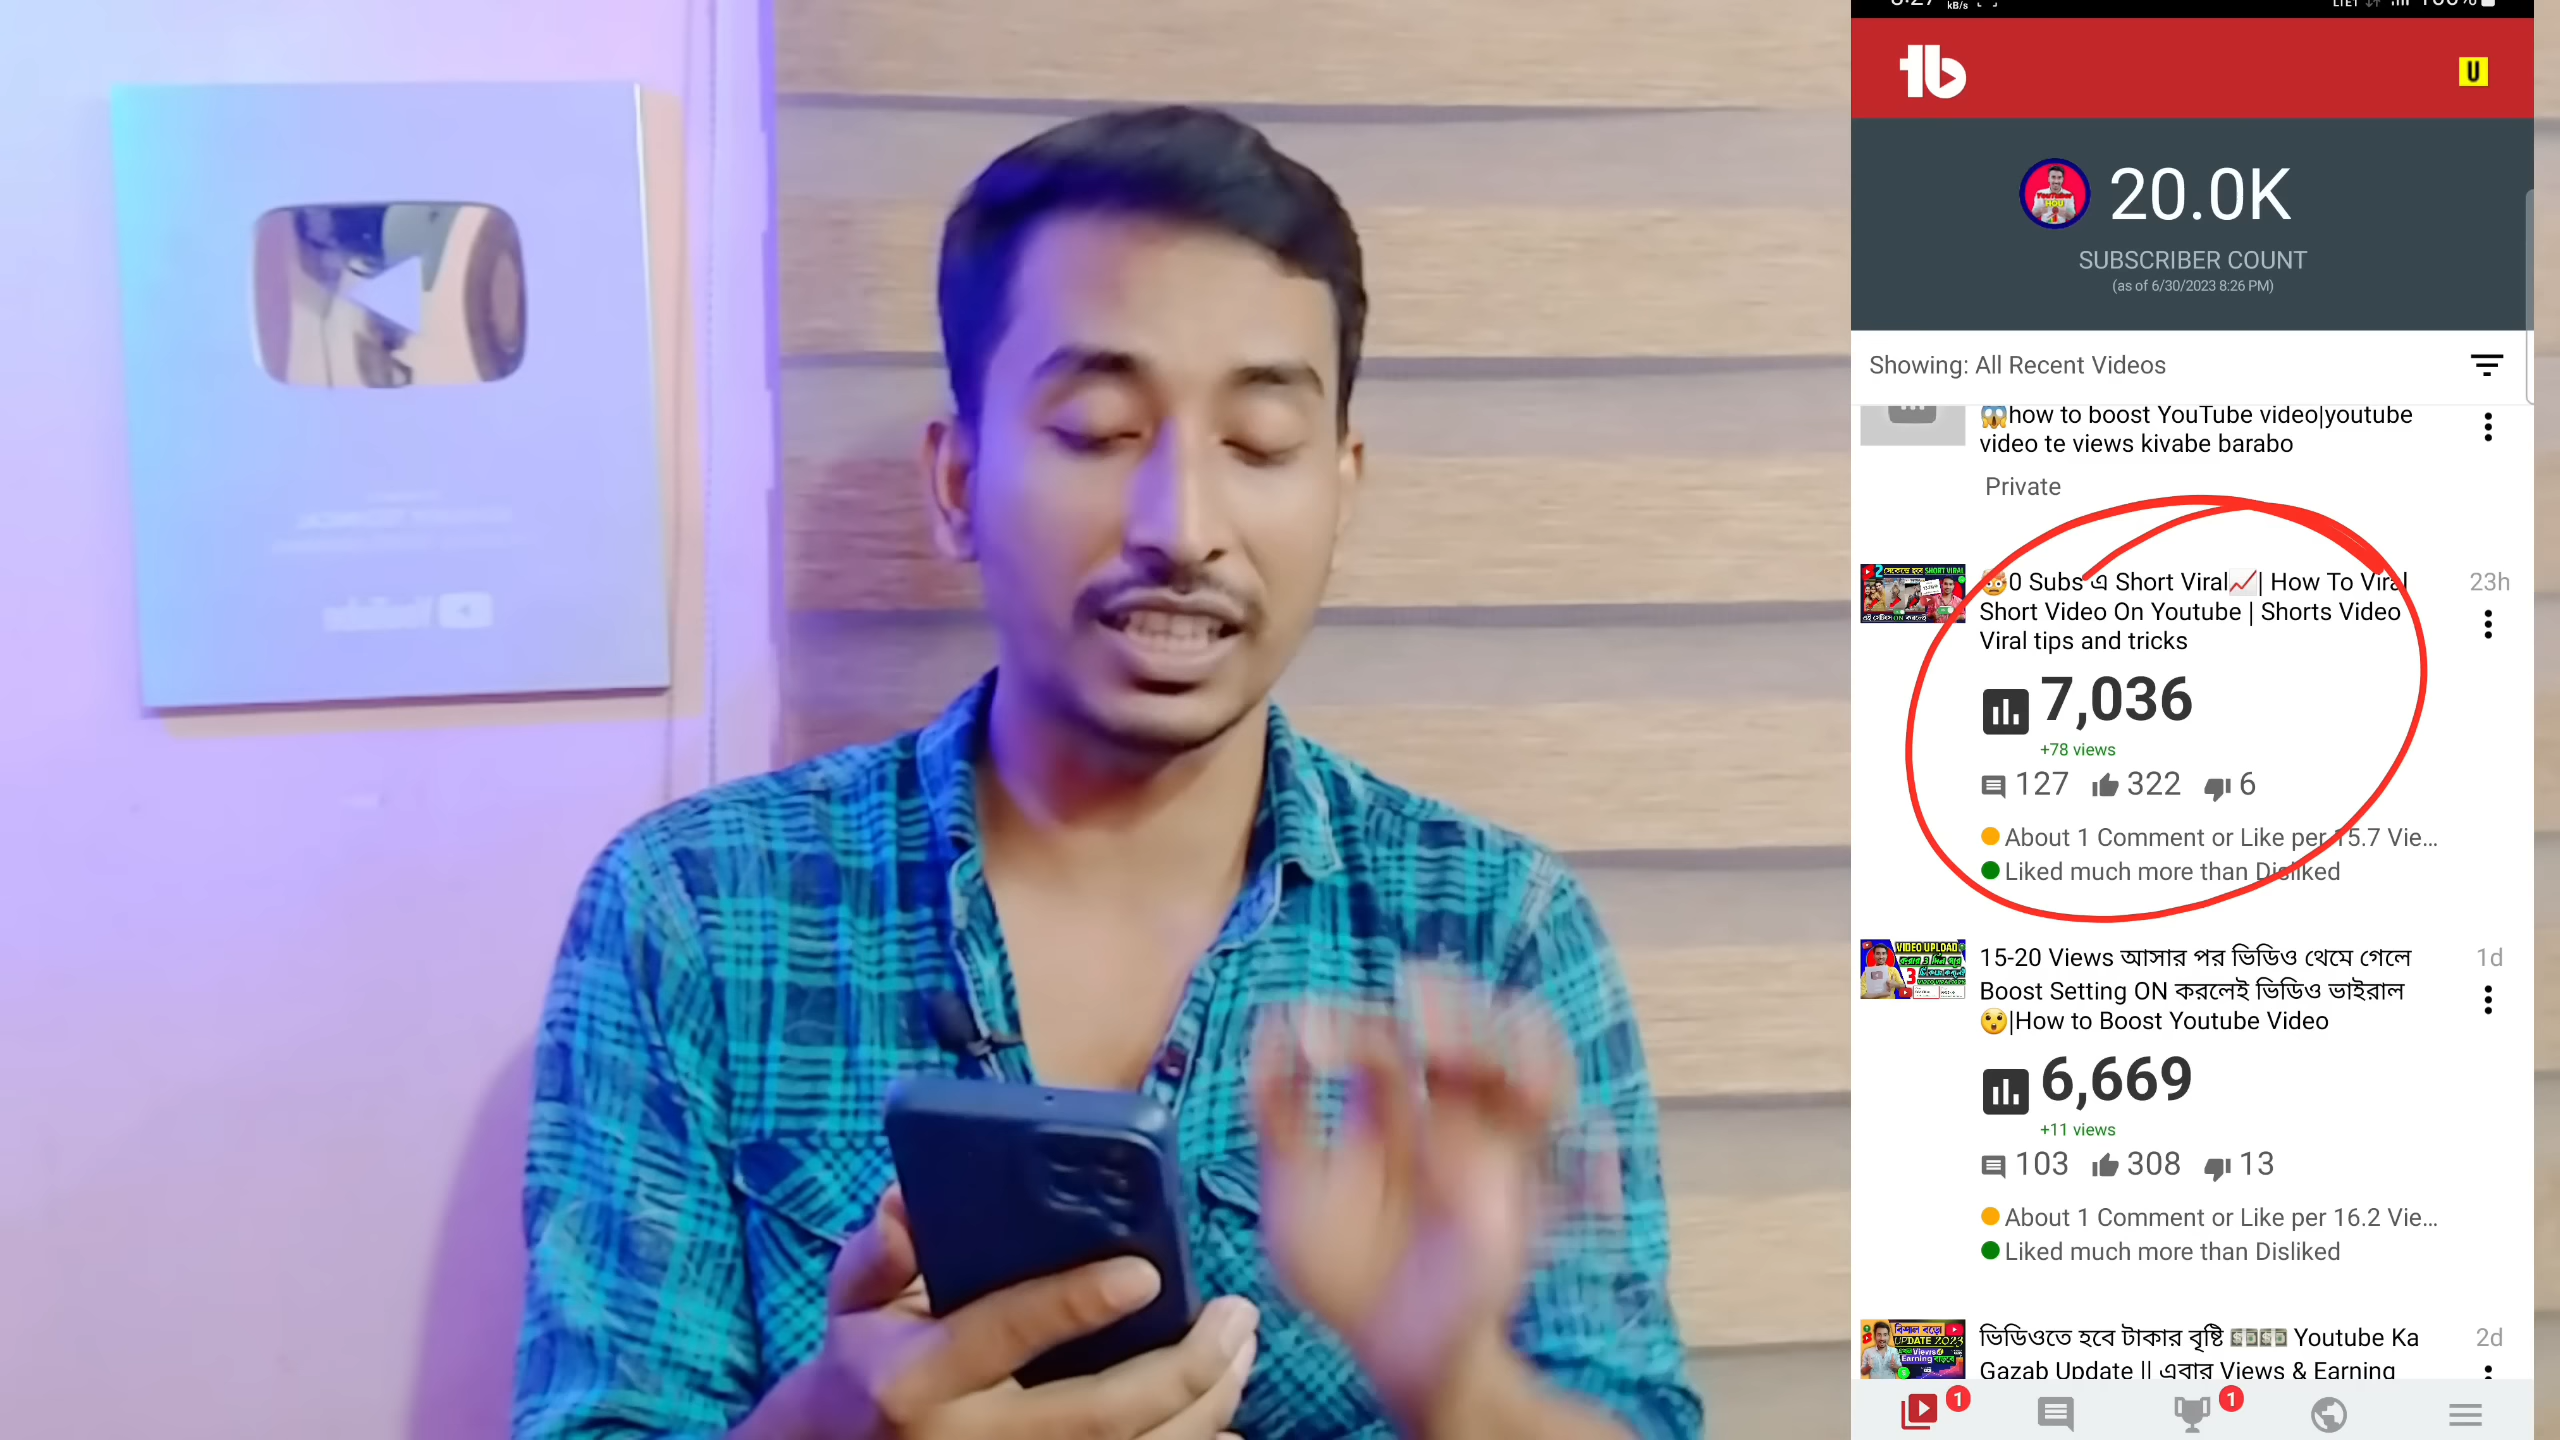 kB/s
20.0K
SUBSCRIBER COUNT
(as of 6/30/2023 8:26 PM)
Showing: All Recent Videos
😱how to boost YouTube video|youtube
video te views kivabe barabo
Private
🤯0 Subs এ Short Viral📈| How To Viral
Short Video On Youtube | Shorts Video
Viral tips and tricks
23h
7,036
+78 views
127 322 6
About 1 Comment or Like per 15.7 Vie...
Liked much more than Disliked
VIDEO UPLOAD
15-20 Views আসার পর ভিডিও থেমে গেলে
Boost Setting ON করলেই ভিডিও ভাইরাল
😲|How to Boost Youtube Video
1d
6,669
+11 views
103 308 13
About 1 Comment or Like per 16.2 Vie...
Liked much more than Disliked
বিশাল বড়ো
UPDATE 2023
ভিডিওতে হবে টাকার বৃষ্টি 💵💵 Youtube Ka
Gazab Update || এবার Views & Earning
2d
1
1
U